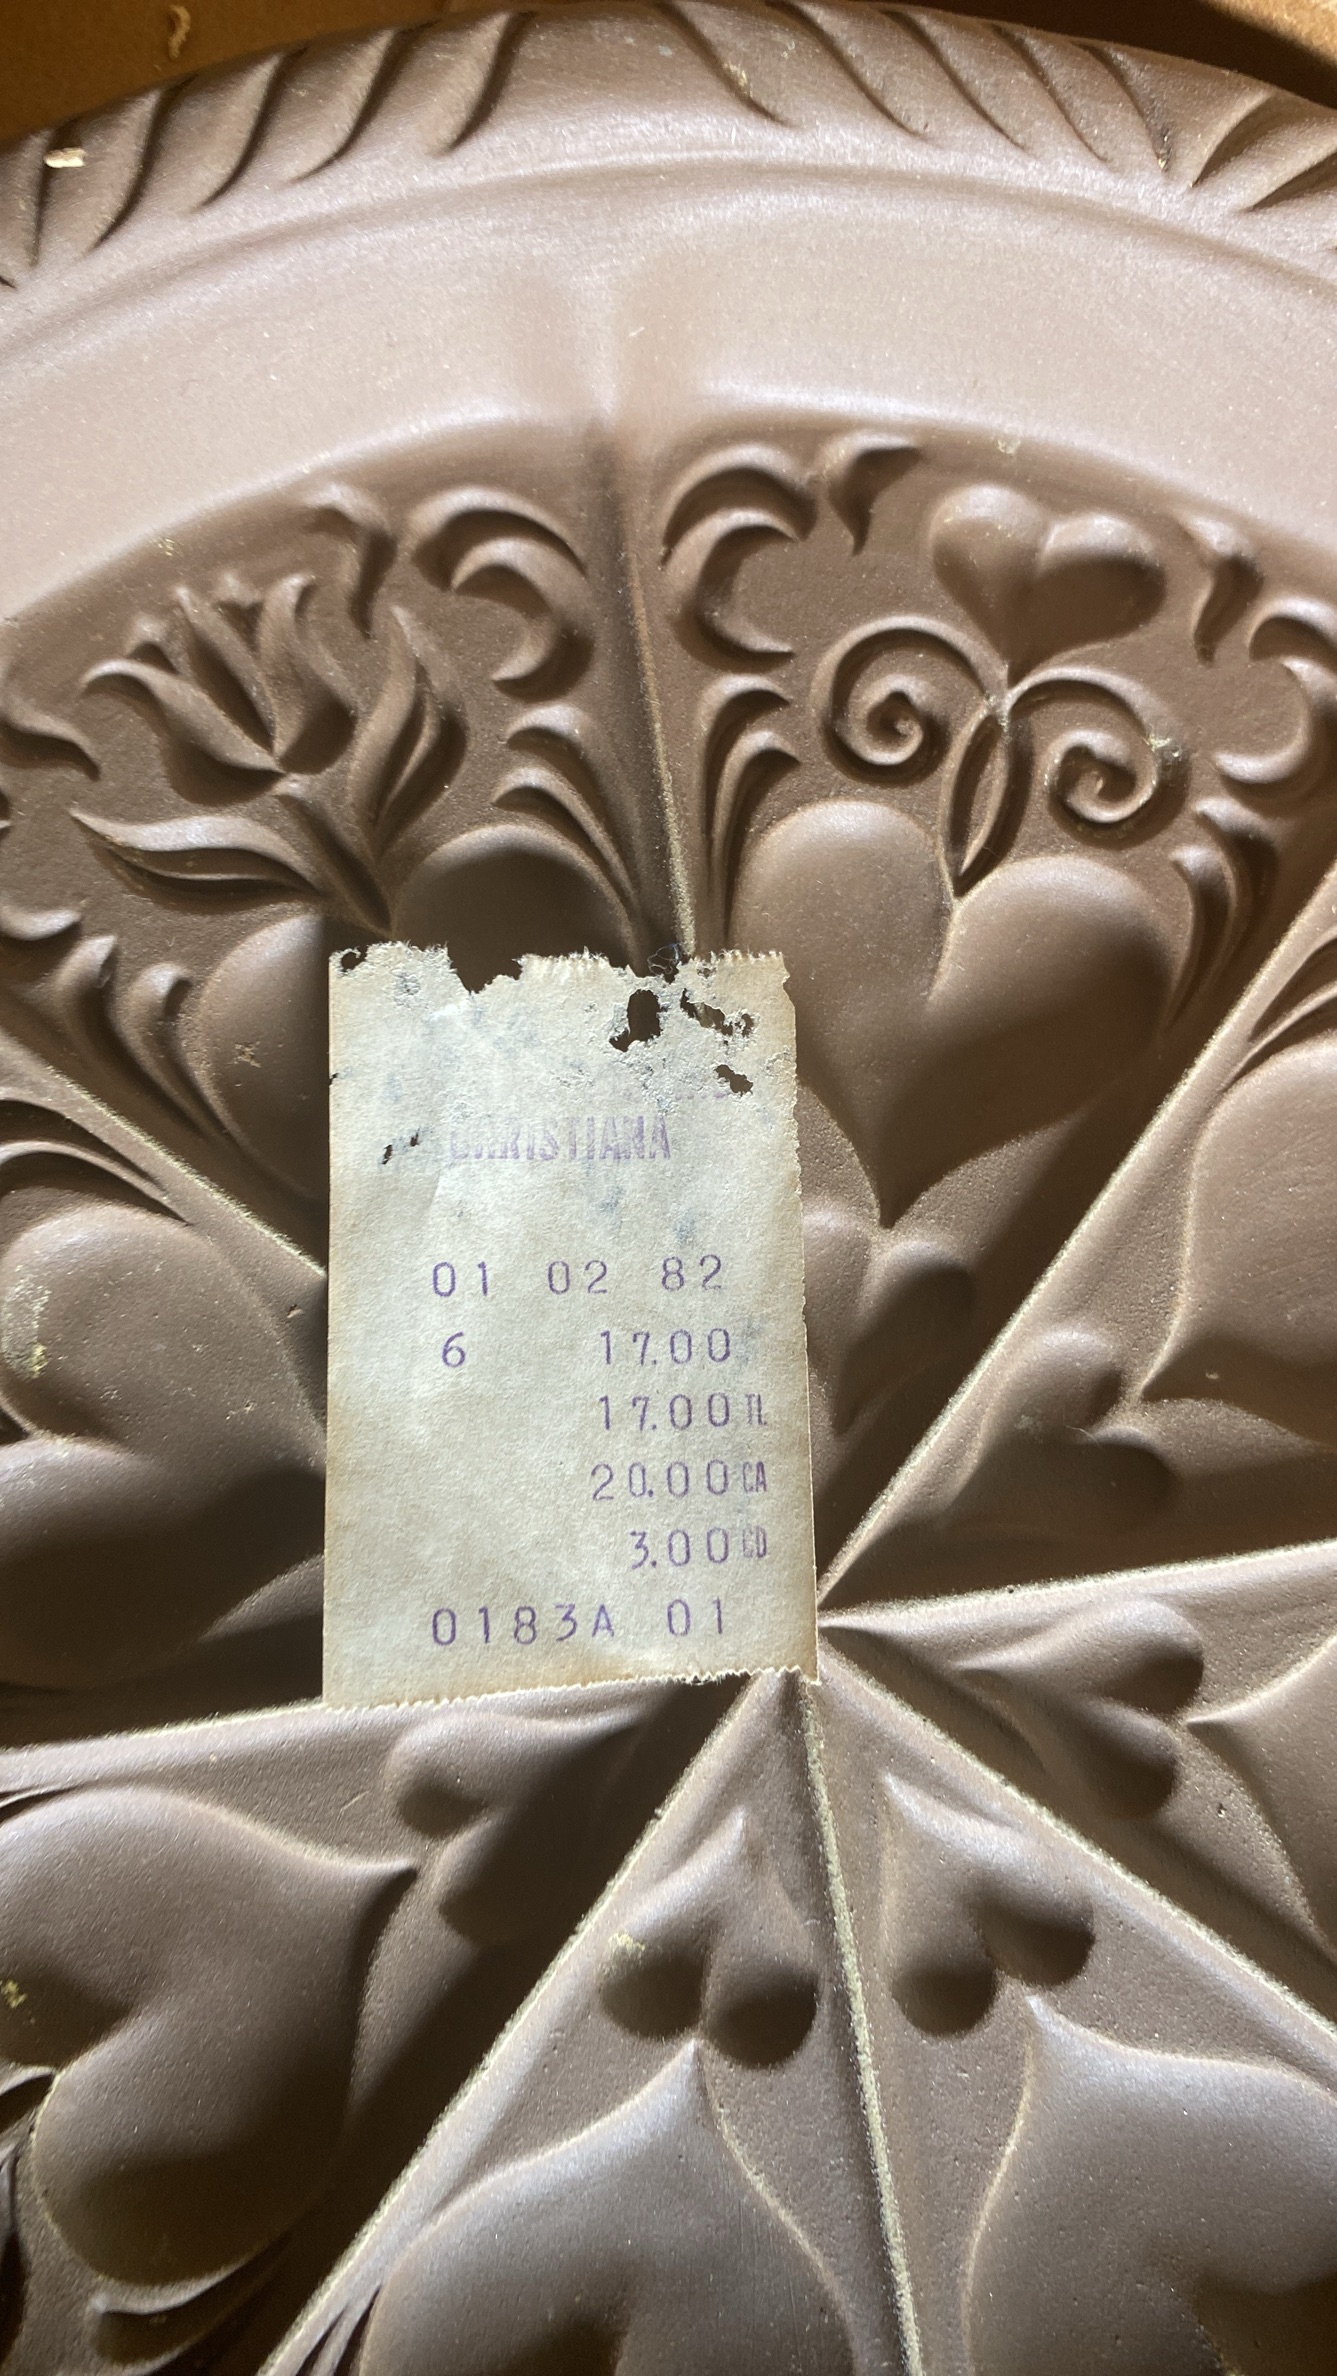 CHRISTIANA
01 02 82
6 17.00
17.00 TL
20.00 CA
3.00 CD
0183A 01